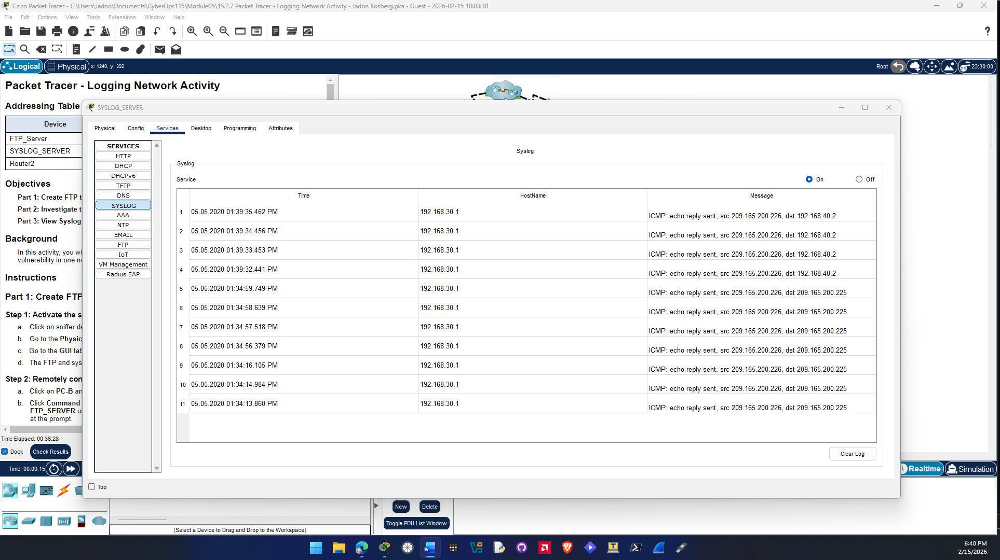 Cisco Packet Tracer - C:\Users\Jadon\Documents\CyberOps115\Module05\15.2.7 Packet Tracer - Logging Network Activity - Jadon Kosberg.pka - Guest - 2026-02-15 18:03:38
File Edit Options View Tools Extensions Window Help
Logical Physical x: 1240, y: 392
Root 23:30:00
Packet Tracer - Logging Network Activity
Addressing Table
Device
FTP_Server
SYSLOG_SERVER
Router2
Objectives
Part 1: Create FTP t
Part 2: Investigate t
Part 3: View Syslog
Background
In this activity, you wi
vulnerability in one ne
Instructions
Part 1: Create FTP
Step 1: Activate the s
a. Click on sniffer de
b. Go to the Physic
c. Go to the GUI tab
d. The FTP and sys
Step 2: Remotely con
a. Click on PC-B an
b. Click Command
FTP_SERVER us
at the prompt.
Time Elapsed: 00:36:28
Dock Check Results
Time: 00:09:15
SYSLOG_SERVER
Physical Config Services Desktop Programming Attributes
SERVICES
HTTP
DHCP
DHCPv6
TFTP
DNS
SYSLOG
AAA
NTP
EMAIL
FTP
IoT
VM Management
Radius EAP
Syslog
Syslog
Service On Off
Time HostName Message
1 05.05.2020 01:39:35.462 PM 192.168.30.1 ICMP: echo reply sent, src 209.165.200.226, dst 192.168.40.2
2 05.05.2020 01:39:34.456 PM 192.168.30.1 ICMP: echo reply sent, src 209.165.200.226, dst 192.168.40.2
3 05.05.2020 01:39:33.453 PM 192.168.30.1 ICMP: echo reply sent, src 209.165.200.226, dst 192.168.40.2
4 05.05.2020 01:39:32.441 PM 192.168.30.1 ICMP: echo reply sent, src 209.165.200.226, dst 192.168.40.2
5 05.05.2020 01:34:59.749 PM 192.168.30.1 ICMP: echo reply sent, src 209.165.200.226, dst 209.165.200.225
6 05.05.2020 01:34:58.639 PM 192.168.30.1 ICMP: echo reply sent, src 209.165.200.226, dst 209.165.200.225
7 05.05.2020 01:34:57.518 PM 192.168.30.1 ICMP: echo reply sent, src 209.165.200.226, dst 209.165.200.225
8 05.05.2020 01:34:56.379 PM 192.168.30.1 ICMP: echo reply sent, src 209.165.200.226, dst 209.165.200.225
9 05.05.2020 01:34:16.105 PM 192.168.30.1 ICMP: echo reply sent, src 209.165.200.226, dst 209.165.200.225
10 05.05.2020 01:34:14.984 PM 192.168.30.1 ICMP: echo reply sent, src 209.165.200.226, dst 209.165.200.225
11 05.05.2020 01:34:13.860 PM 192.168.30.1 ICMP: echo reply sent, src 209.165.200.226, dst 209.165.200.225
Clear Log
Top
Realtime Simulation
New Delete
Toggle PDU List Window
(Select a Device to Drag and Drop to the Workspace)
6:40 PM
2/15/2026